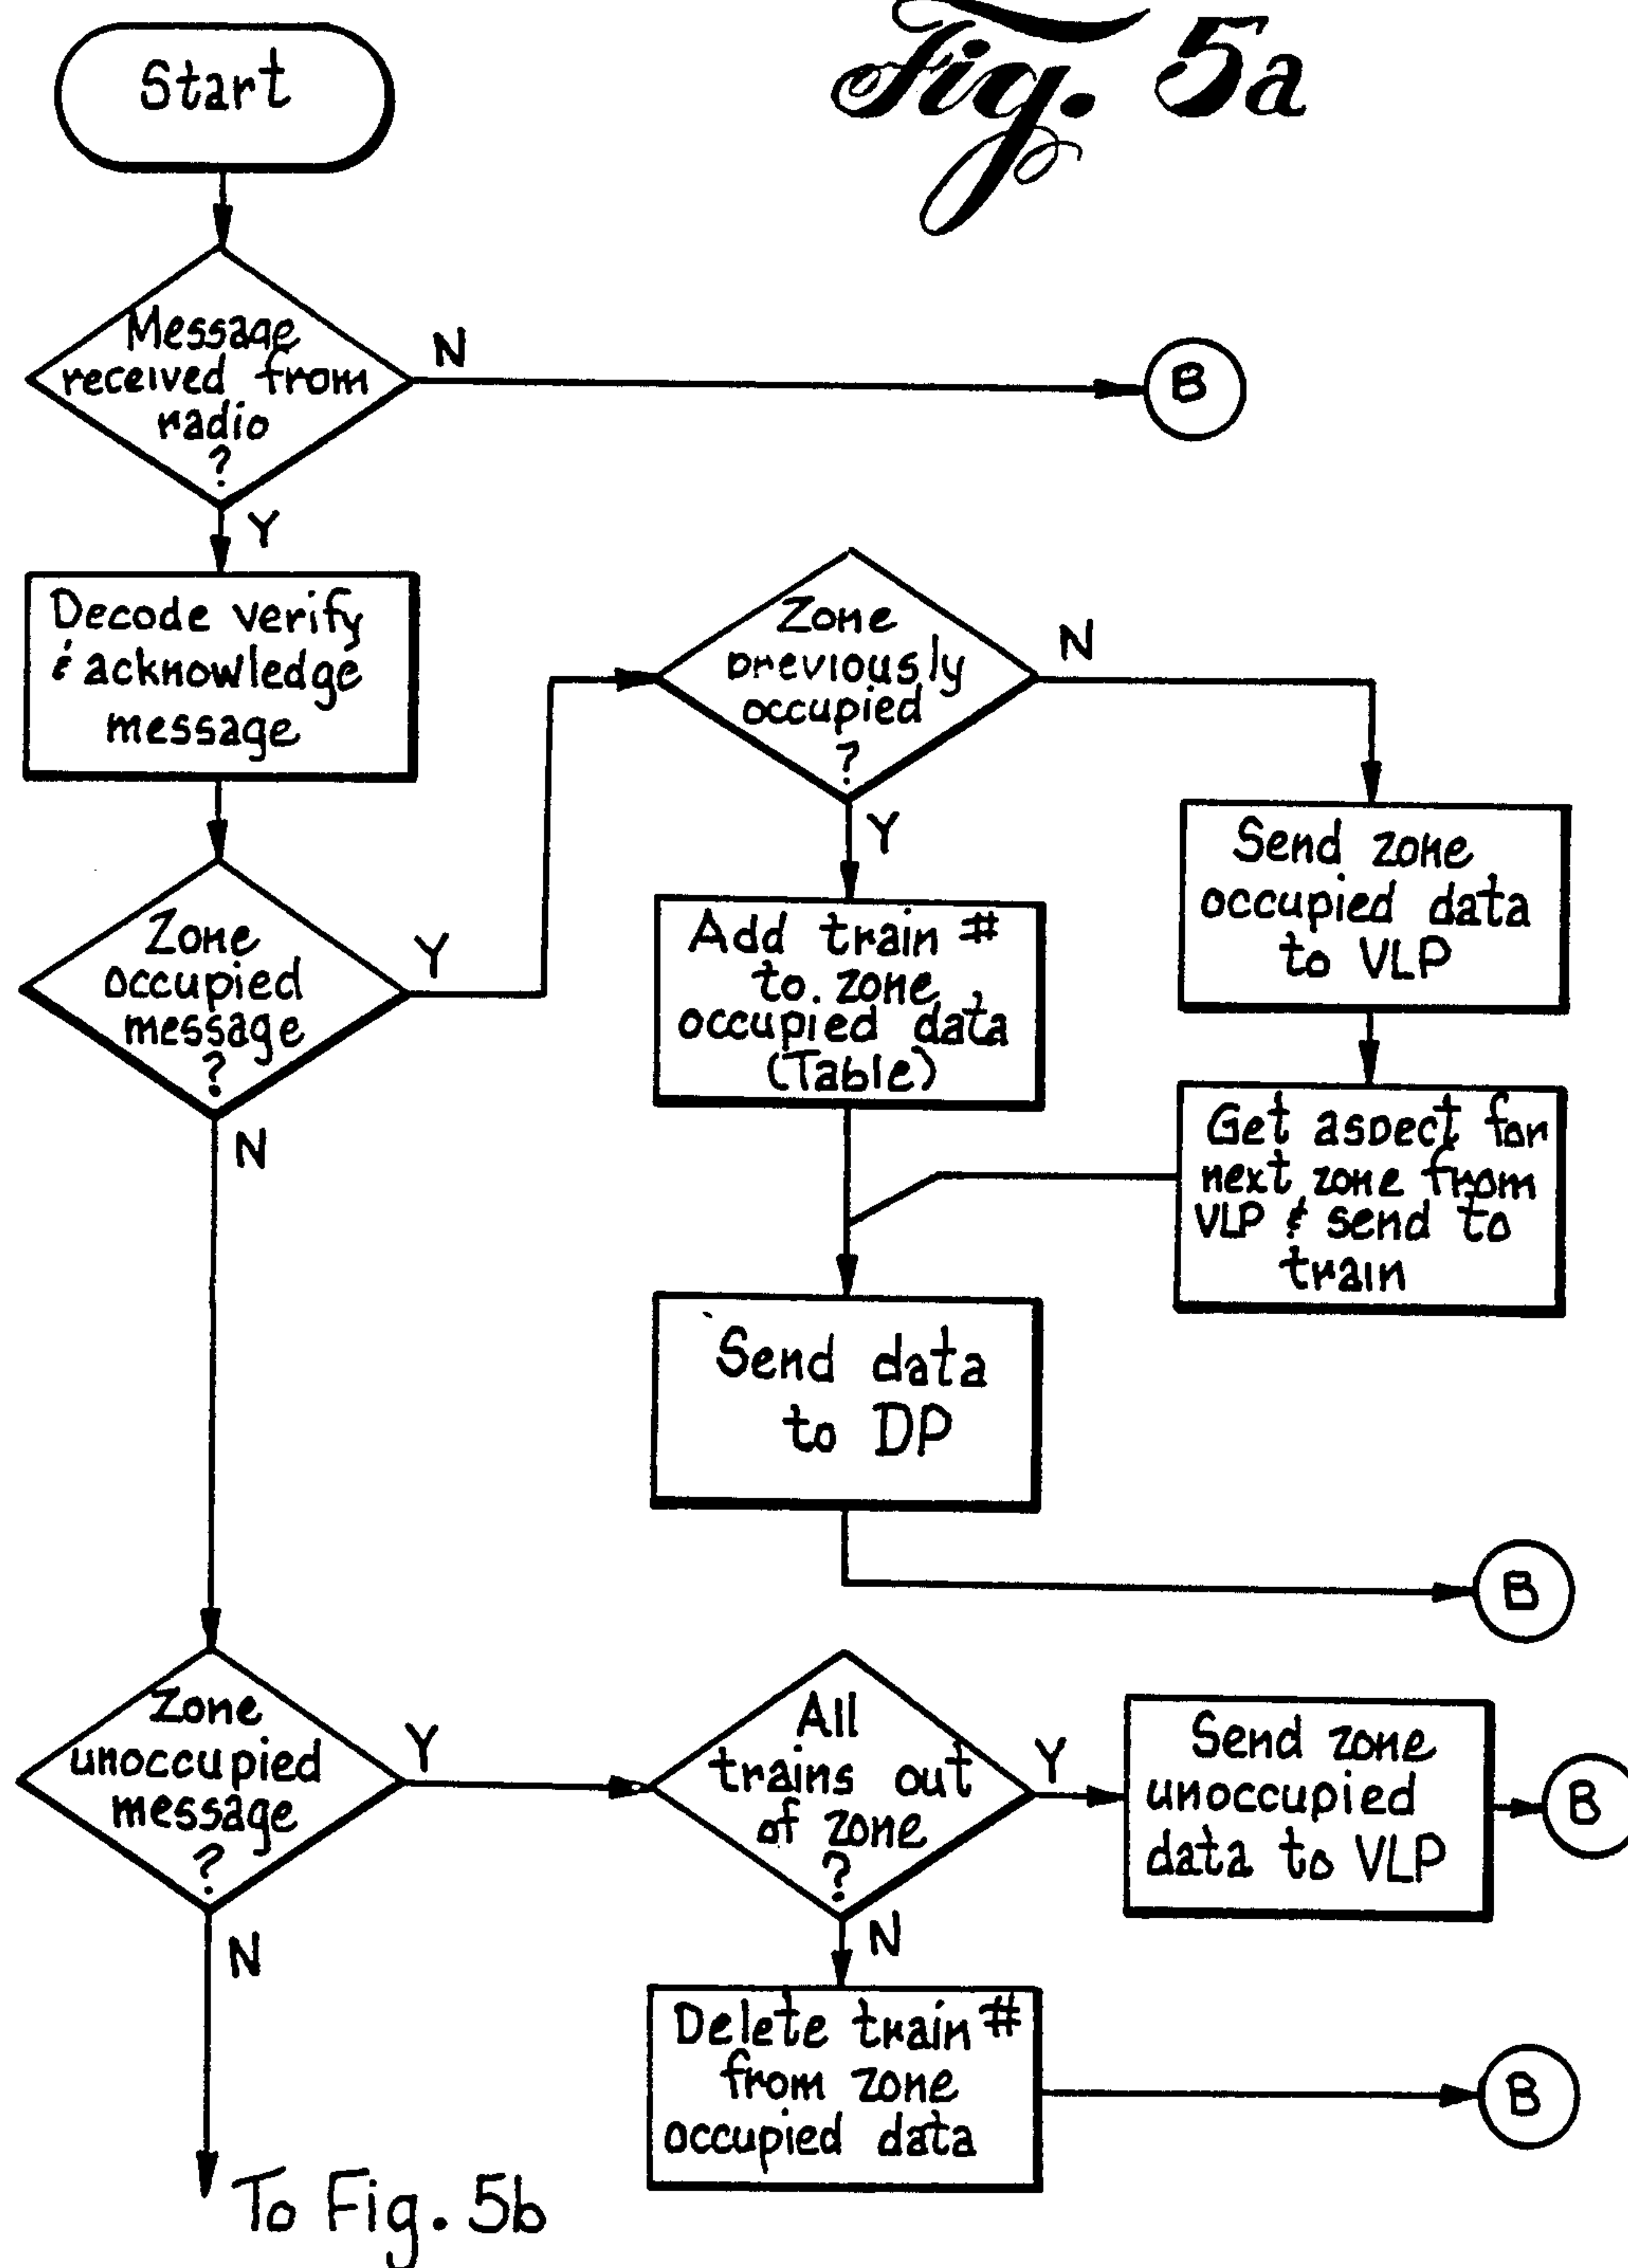 Fig. 5a
Start
Message
received from
radio
?
N
B
Y
Decode verify
& acknowledge
message
Zone
occupied
message
?
Y
N
Zone
previously
occupied
?
N
Y
Send zone
occupied data
to VLP
Add train #
to zone
occupied data
(Table)
Get aspect for
next zone from
VLP & send to
train
Send data
to DP
B
Zone
unoccupied
message
?
Y
N
All
trains out
of zone
?
Y
N
Send zone
unoccupied
data to VLP
B
Delete train #
from zone
occupied data
B
To Fig. 5b